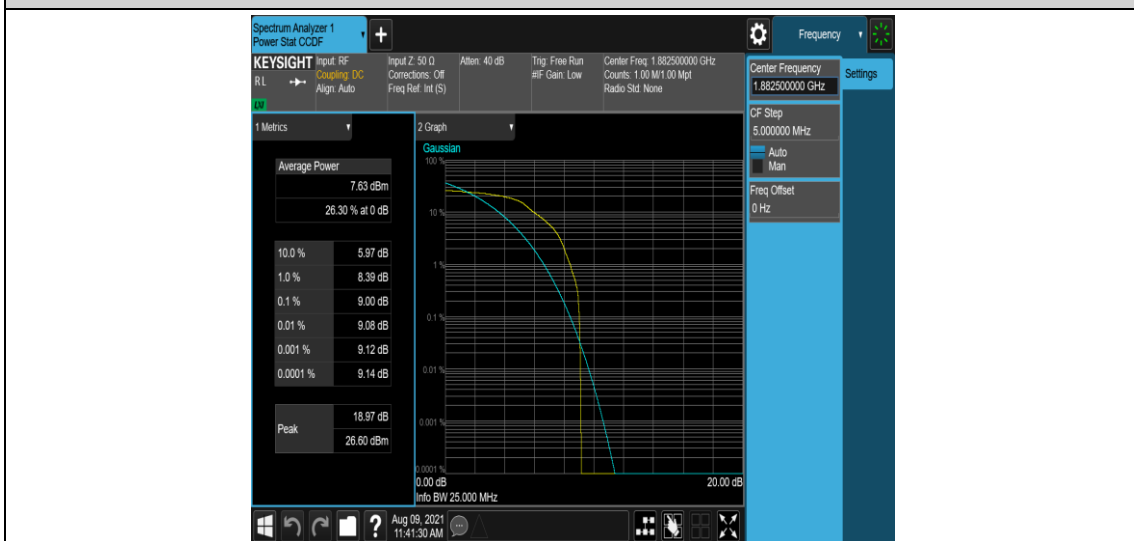 Spectrum Analyzer 1
Power Stat CCDF
Frequency
KEYSIGHT
RL
LXI
Input: RF
Coupling: DC
Align: Auto
Input Z: 50 Ω
Corrections: Off
Freq Ref: Int (S)
Atten: 40 dB
Trig: Free Run
#IF Gain: Low
Center Freq: 1.882500000 GHz
Counts: 1.00 M/1.00 Mpt
Radio Std: None
Center Frequency
1.882500000 GHz
Settings
CF Step
5.000000 MHz
Auto
Man
Freq Offset
0 Hz
1 Metrics
Average Power
7.63 dBm
26.30 % at 0 dB
10.0 % 5.97 dB
1.0 % 8.39 dB
0.1 % 9.00 dB
0.01 % 9.08 dB
0.001 % 9.12 dB
0.0001 % 9.14 dB
Peak
18.97 dB
26.60 dBm
2 Graph
Gaussian
100 %
10 %
1 %
0.1 %
0.01 %
0.001 %
0.0001 %
0.00 dB 20.00 dB
Info BW 25.000 MHz
?
Aug 09, 2021
11:41:30 AM